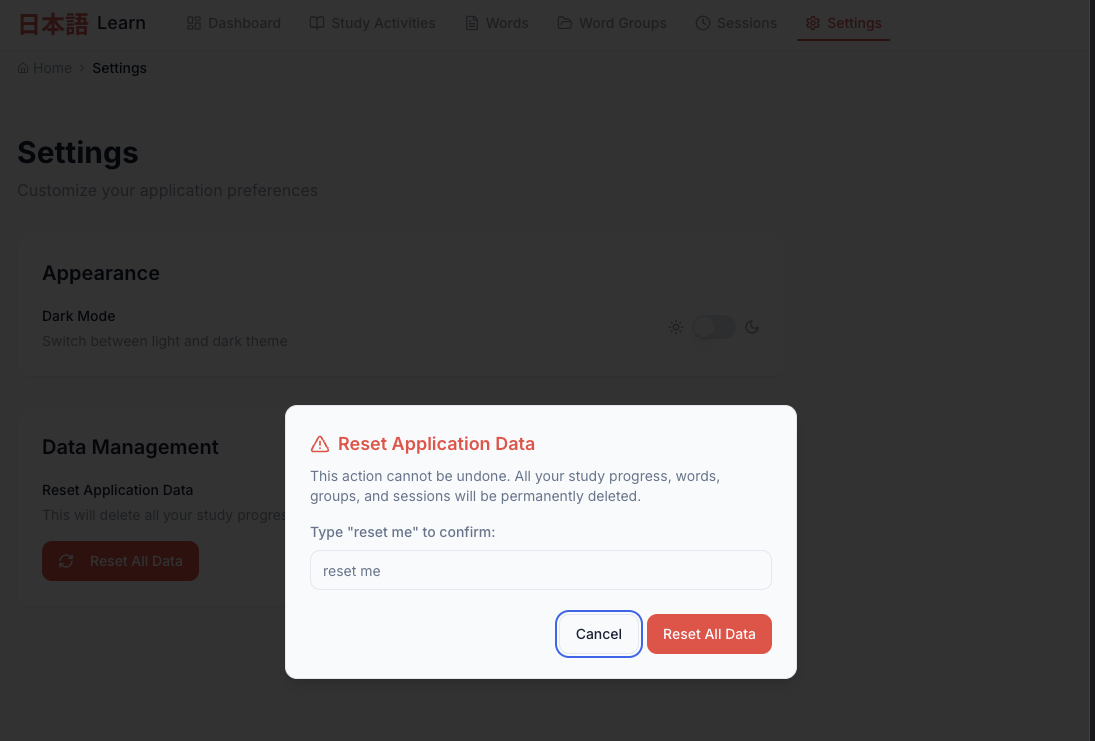 日本語 Learn Dashboard Study Activities Words Word Groups Sessions Settings
Home > Settings
Settings
Customize your application preferences
Appearance
Dark Mode
Switch between light and dark theme
Data Management
Reset Application Data
This will delete all your study
Reset All Data
Reset Application Data
This action cannot be undone. All your study progress, words,
groups, and sessions will be permanently deleted.
Type "reset me" to confirm:
reset me
Cancel Reset All Data